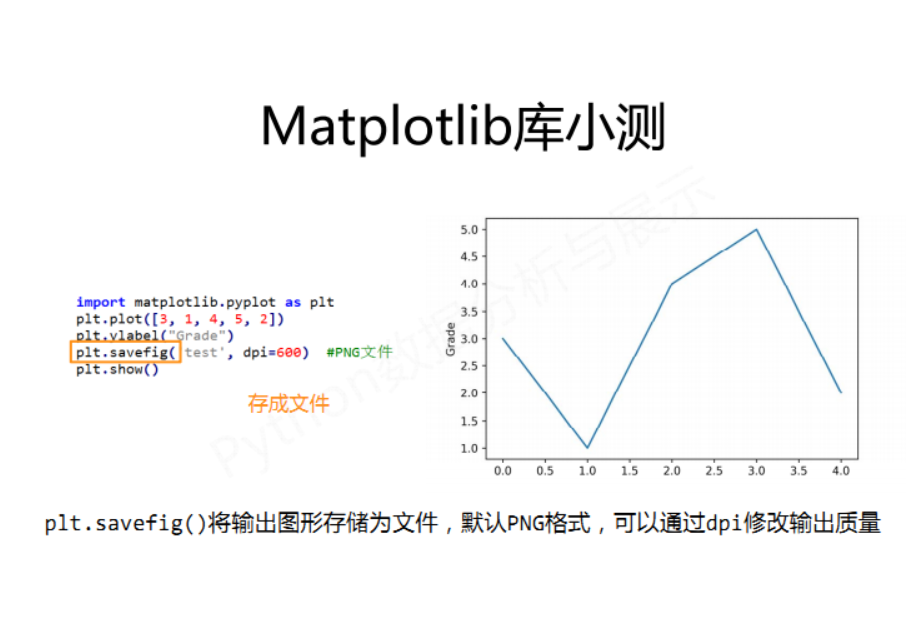 Matplotlib库小测
import matplotlib.pyplot as plt
plt.plot([3, 1, 4, 5, 2])
plt.ylabel("Grade")
plt.savefig('test', dpi=600)  #PNG文件
plt.show()
存成文件
5.0
4.5
4.0
3.5
3.0
2.5
2.0
1.5
1.0
Grade
0.0 0.5 1.0 1.5 2.0 2.5 3.0 3.5 4.0
Python数据分析与展示
plt.savefig()将输出图形存储为文件，默认PNG格式，可以通过dpi修改输出质量